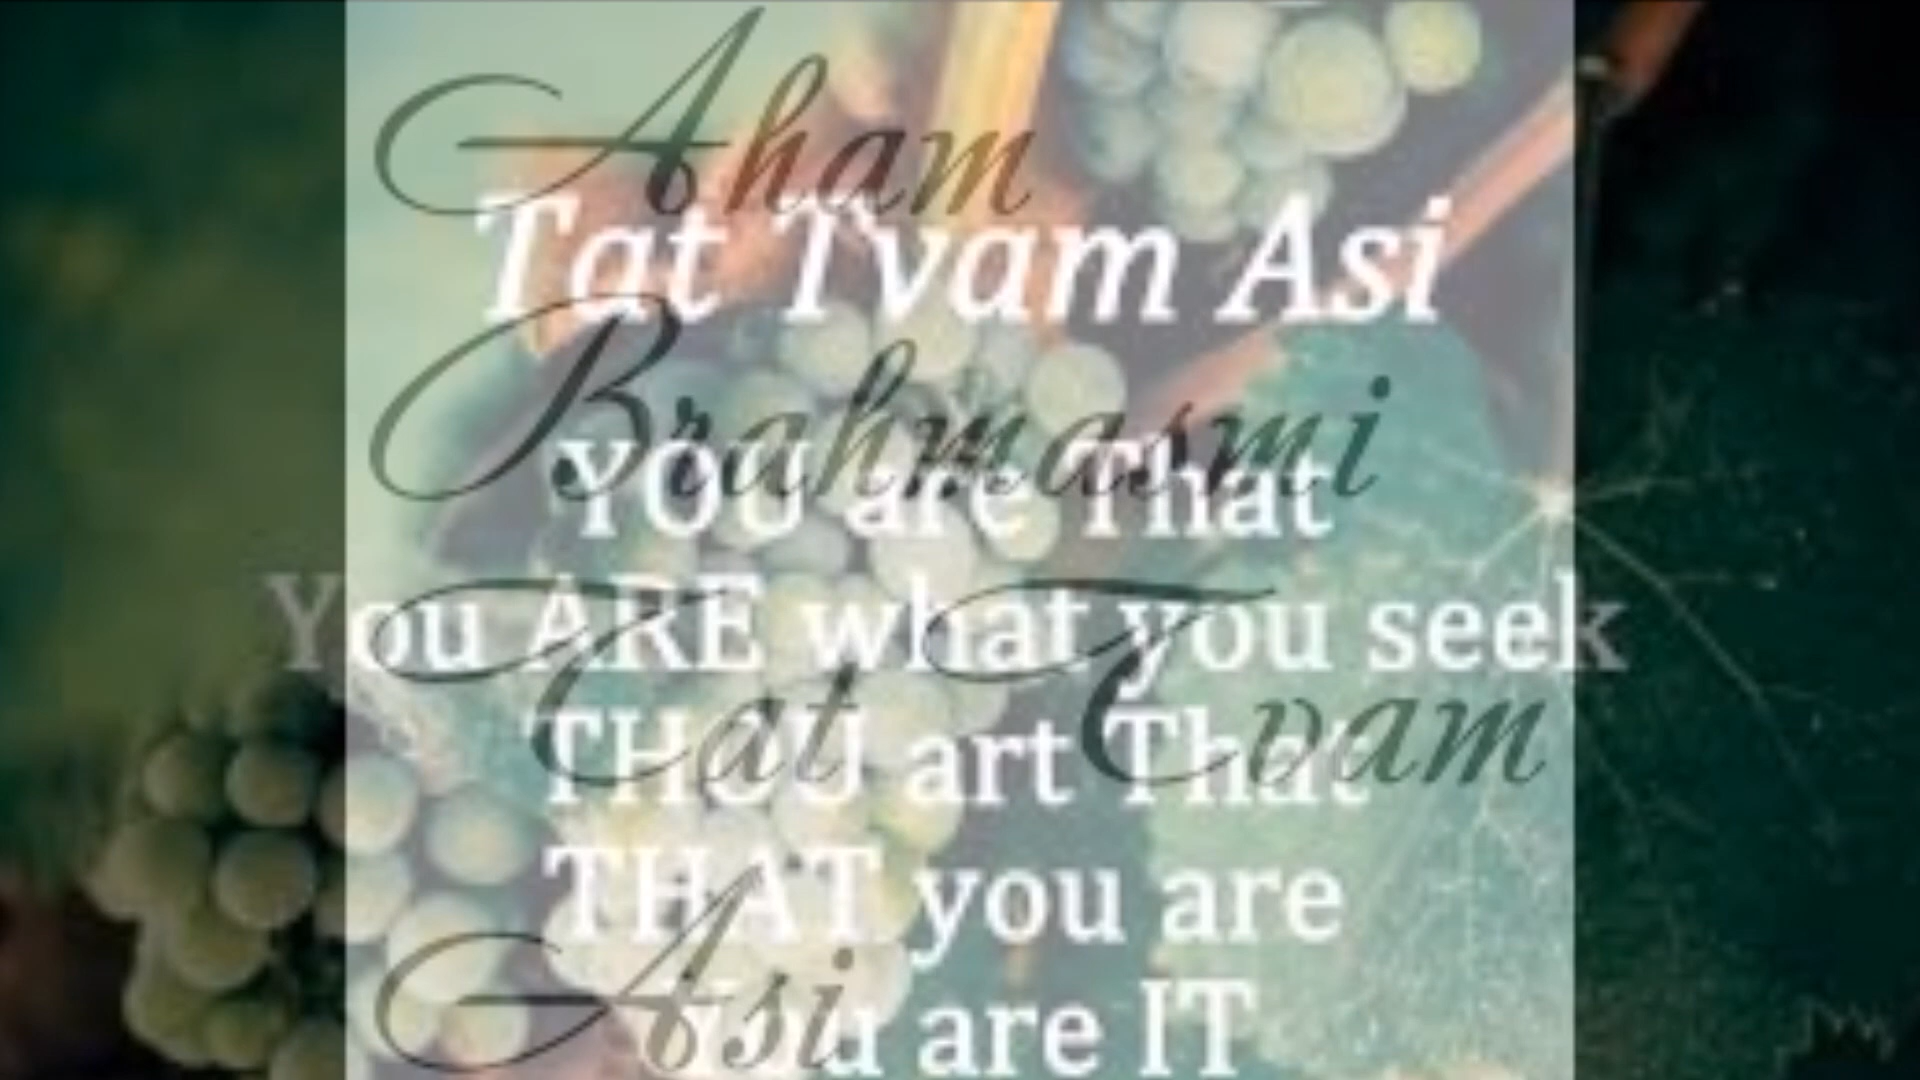 Aham
Tat Tvam Asi
Brahmasmi
YOU are That
You ARE what you seek
Tat Tvam
THOU art That
THAT you are
Asi
You are IT